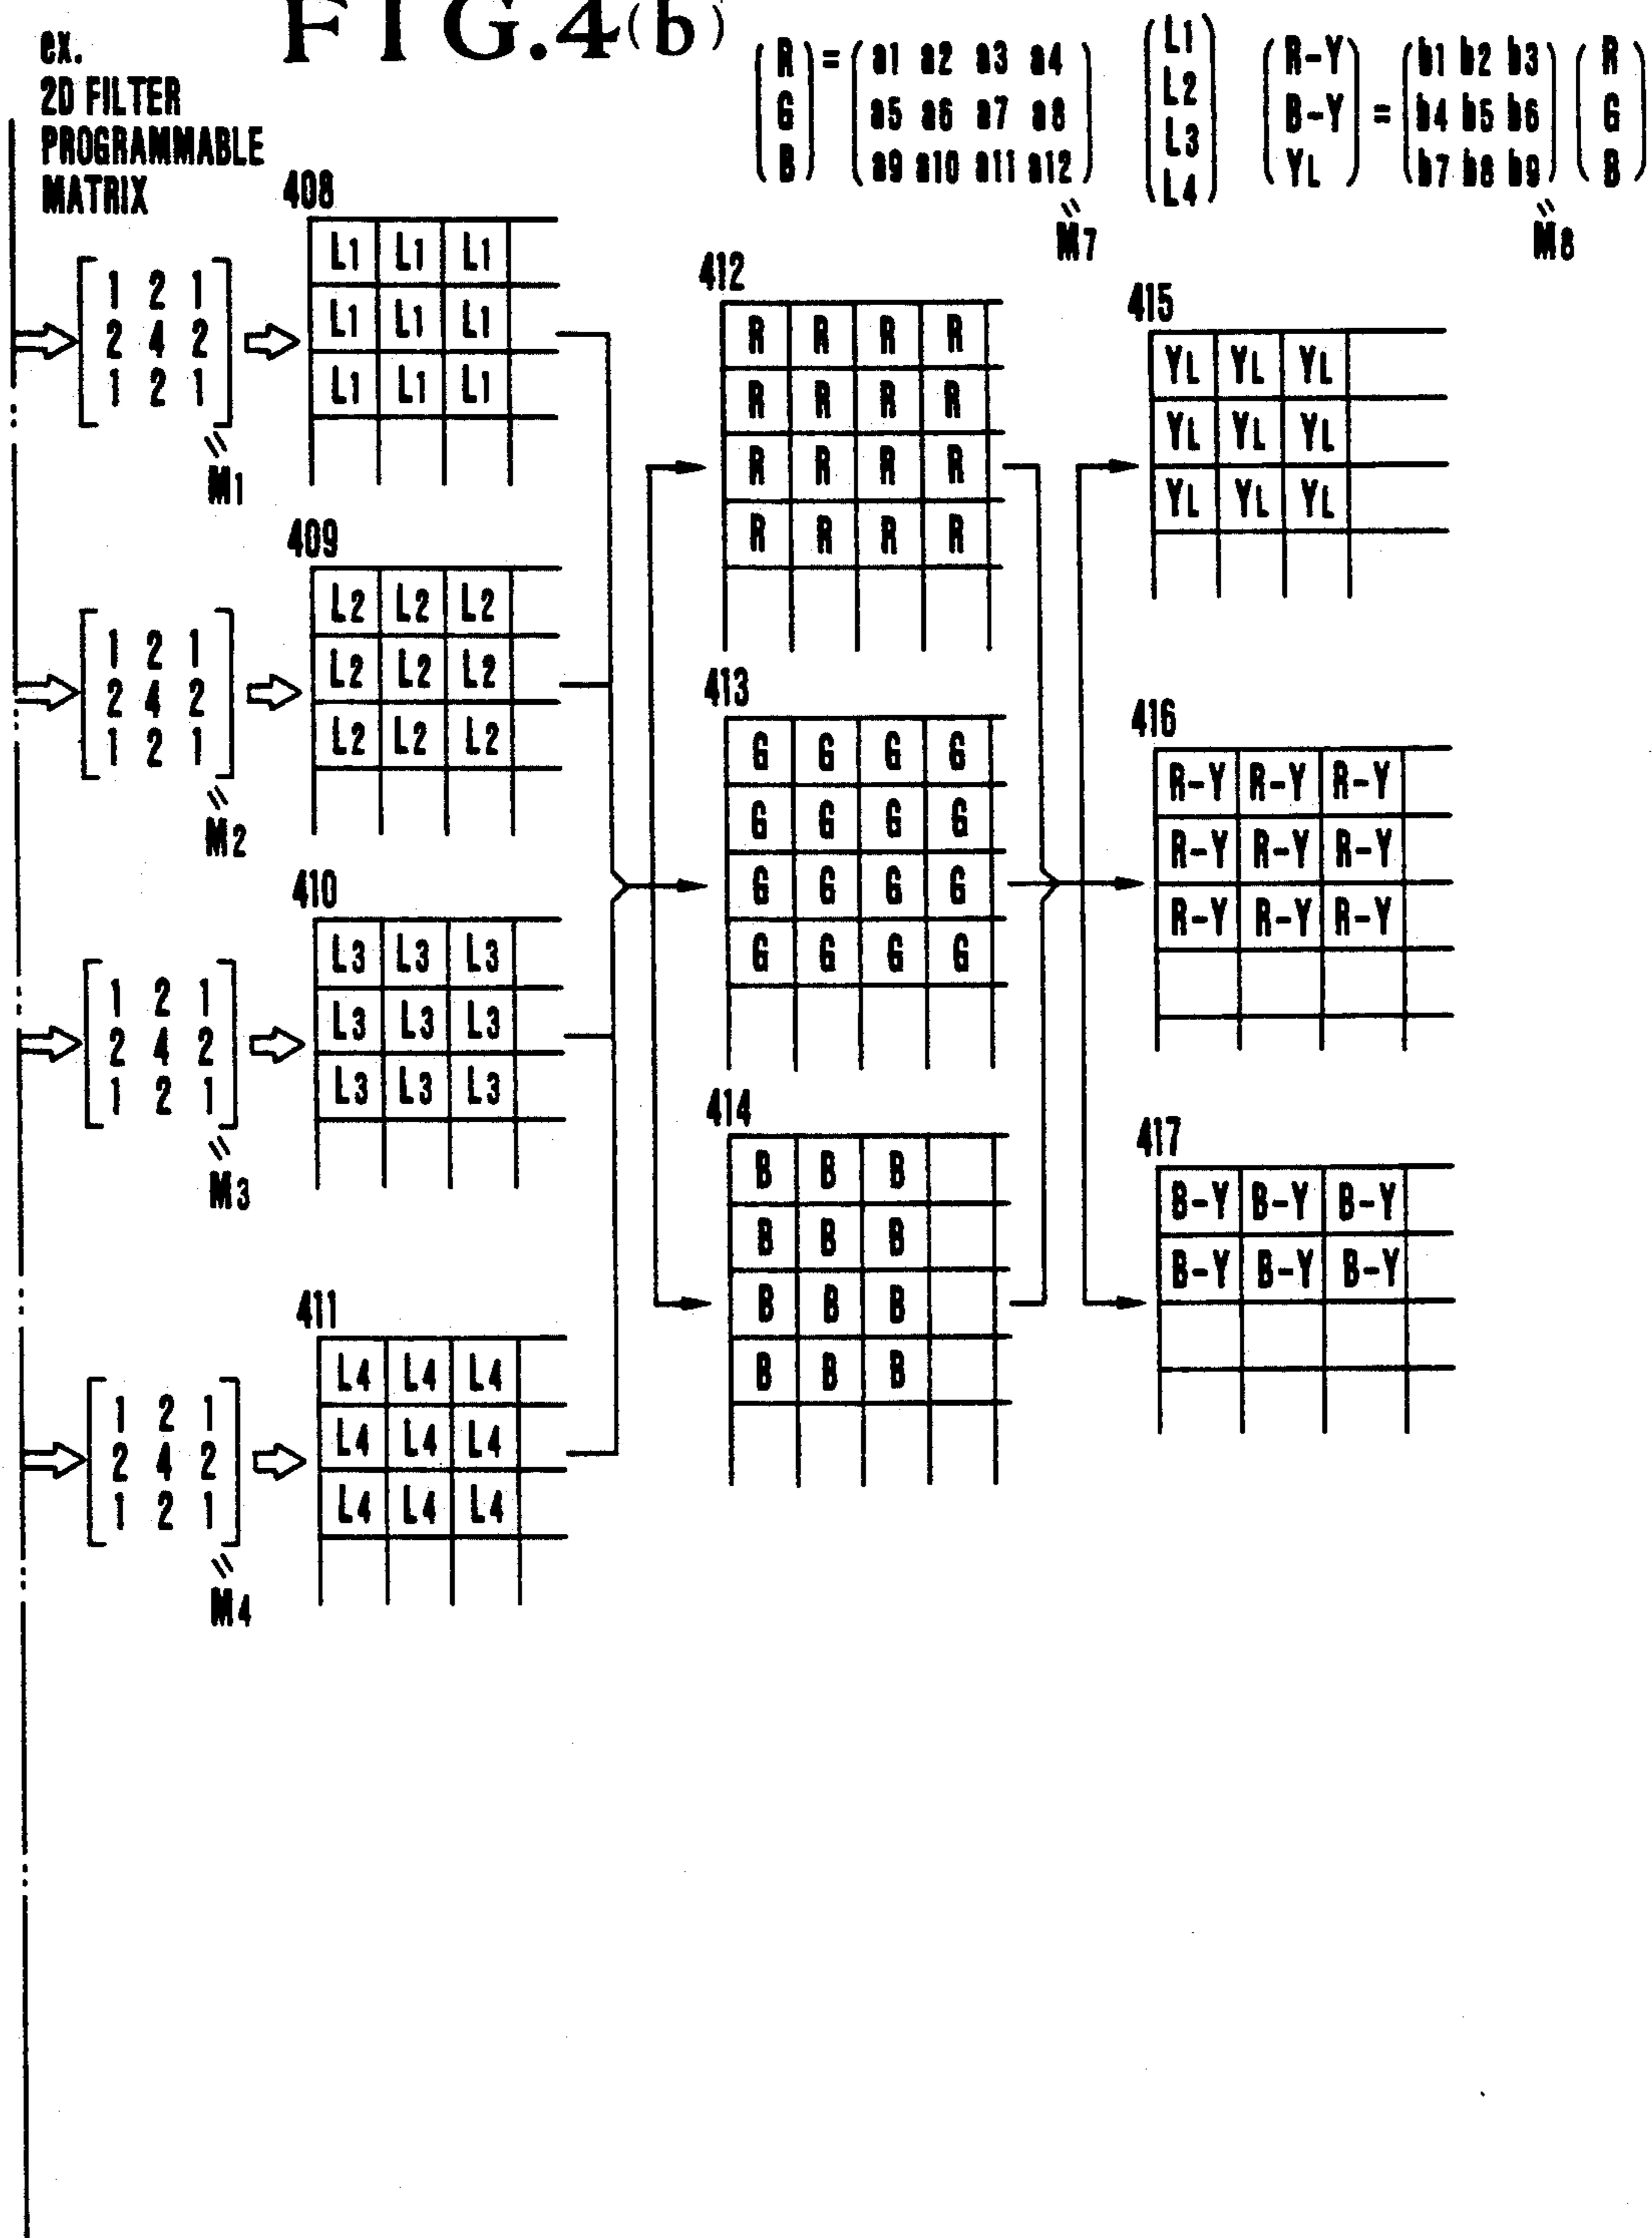 FIG.4(b)
ex.
2D FILTER
PROGRAMMABLE
MATRIX
R = a1 a2 a3 a4
G a5 a6 a7 a8
B a9 a10 a11 a12
M7
L1
L2
L3
L4
R-Y b1 b2 b3 R
B-Y = b4 b5 b6 G
YL b7 b8 b9 B
M8
1 2 1
2 4 2
1 2 1
M1
408
L1 L1 L1
L1 L1 L1
L1 L1 L1
1 2 1
2 4 2
1 2 1
M2
409
L2 L2 L2
L2 L2 L2
L2 L2 L2
1 2 1
2 4 2
1 2 1
M3
410
L3 L3 L3
L3 L3 L3
L3 L3 L3
1 2 1
2 4 2
1 2 1
M4
411
L4 L4 L4
L4 L4 L4
L4 L4 L4
412
R R R R
R R R R
R R R R
R R R R
413
G G G G
G G G G
G G G G
G G G G
414
B B B
B B B
B B B
B B B
415
YL YL YL
YL YL YL
YL YL YL
416
R-Y R-Y R-Y
R-Y R-Y R-Y
R-Y R-Y R-Y
417
B-Y B-Y B-Y
B-Y B-Y B-Y